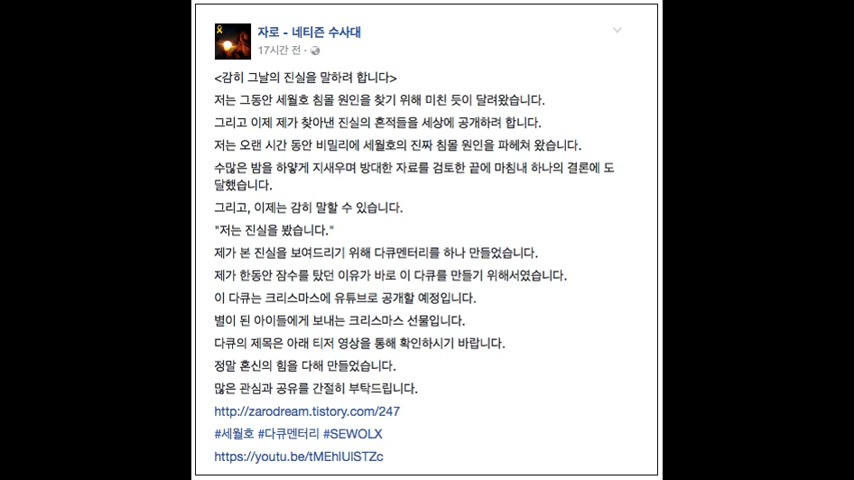 자로 - 네티즌 수사대
17시간 전 ·
<감히 그날의 진실을 말하려 합니다>
저는 그동안 세월호 침몰 원인을 찾기 위해 미친 듯이 달려왔습니다.
그리고 이제 제가 찾아낸 진실의 흔적들을 세상에 공개하려 합니다.
저는 오랜 시간 동안 비밀리에 세월호의 진짜 침몰 원인을 파헤쳐 왔습니다.
수많은 밤을 하얗게 지새우며 방대한 자료를 검토한 끝에 마침내 하나의 결론에 도
달했습니다.
그리고, 이제는 감히 말할 수 있습니다.
"저는 진실을 봤습니다."
제가 본 진실을 보여드리기 위해 다큐멘터리를 하나 만들었습니다.
제가 한동안 잠수를 탔던 이유가 바로 이 다큐를 만들기 위해서였습니다.
이 다큐는 크리스마스에 유튜브로 공개할 예정입니다.
별이 된 아이들에게 보내는 크리스마스 선물입니다.
다큐의 제목은 아래 티저 영상을 통해 확인하시기 바랍니다.
정말 혼신의 힘을 다해 만들었습니다.
많은 관심과 공유를 간절히 부탁드립니다.
http://zarodream.tistory.com/247
#세월호 #다큐멘터리 #SEWOLX
https://youtu.be/tMEhlUlSTZc